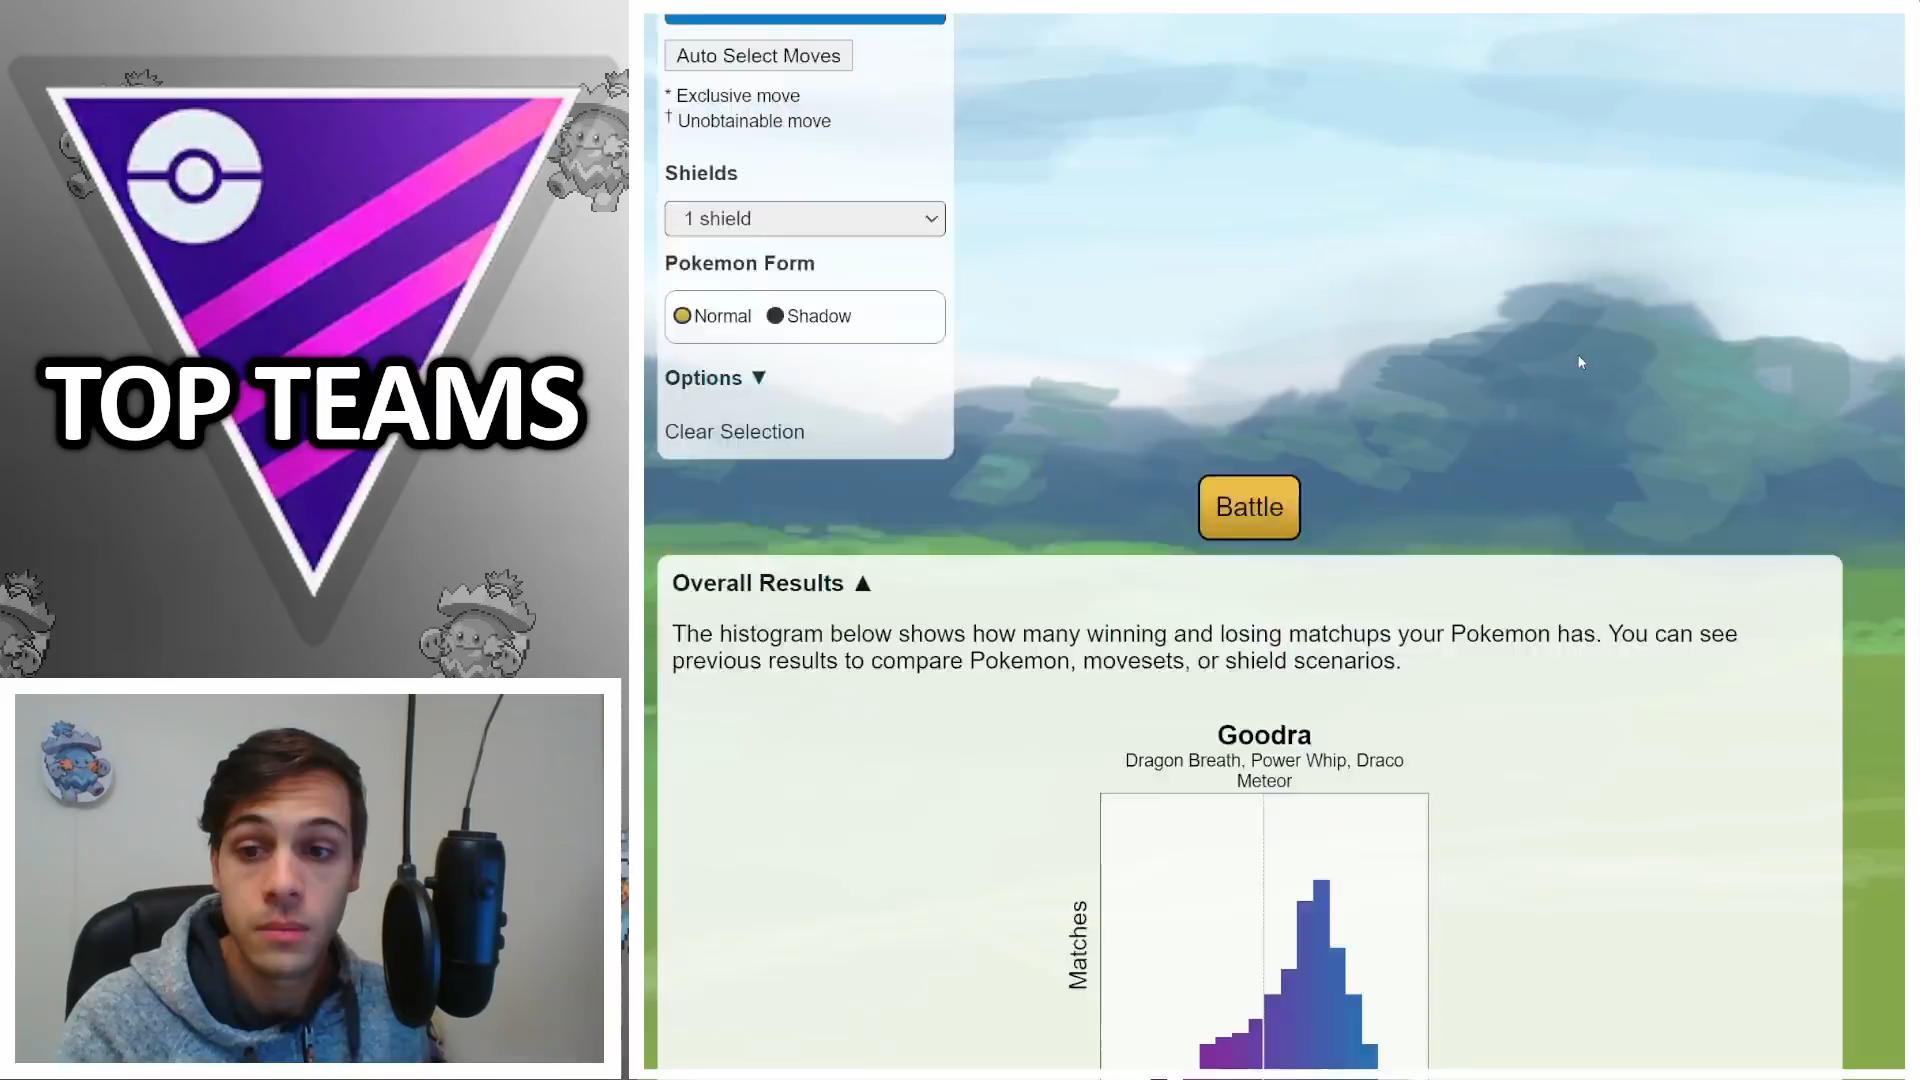 TOP TEAMS
Auto Select Moves
* Exclusive move
† Unobtainable move
Shields
1 shield
Pokemon Form
Normal Shadow
Options ▼
Clear Selection
Battle
Overall Results ▲
The histogram below shows how many winning and losing matchups your Pokemon has. You can see
previous results to compare Pokemon, movesets, or shield scenarios.
Goodra
Dragon Breath, Power Whip, Draco
Meteor
Matches